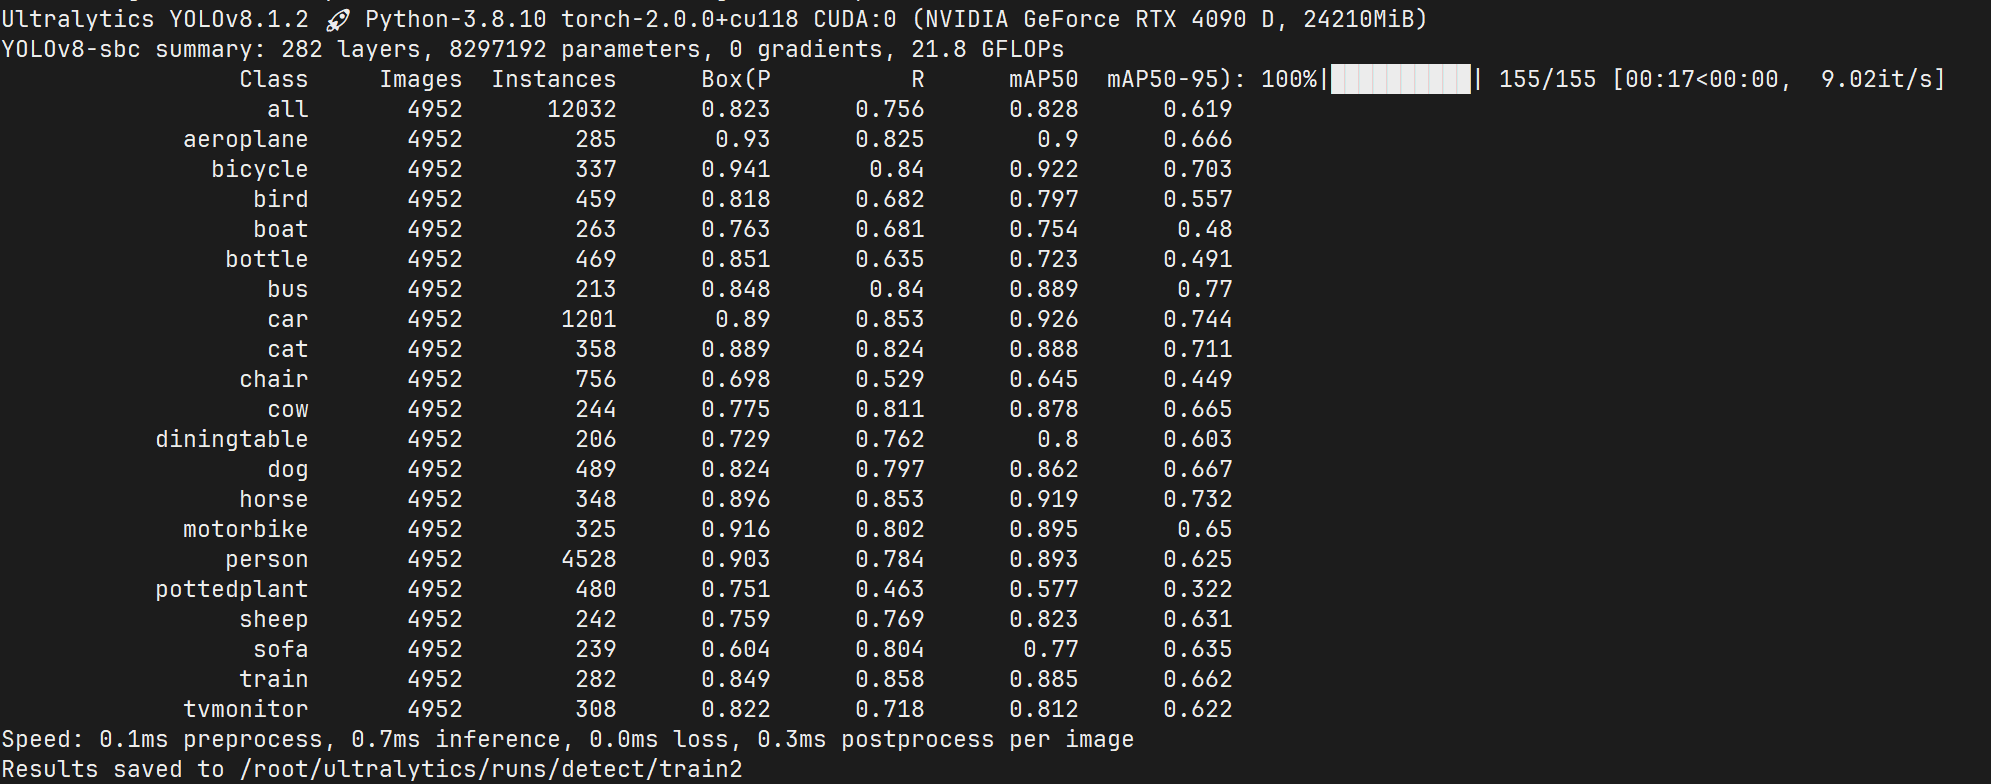 Ultralytics YOLOv8.1.2 🚀 Python-3.8.10 torch-2.0.0+cu118 CUDA:0 (NVIDIA GeForce RTX 4090 D, 24210MiB)
YOLOv8-sbc summary: 282 layers, 8297192 parameters, 0 gradients, 21.8 GFLOPs
Class Images Instances Box(P R mAP50 mAP50-95): 100%|██████████| 155/155 [00:17<00:00, 9.02it/s]
all 4952 12032 0.823 0.756 0.828 0.619
aeroplane 4952 285 0.93 0.825 0.9 0.666
bicycle 4952 337 0.941 0.84 0.922 0.703
bird 4952 459 0.818 0.682 0.797 0.557
boat 4952 263 0.763 0.681 0.754 0.48
bottle 4952 469 0.851 0.635 0.723 0.491
bus 4952 213 0.848 0.84 0.889 0.77
car 4952 1201 0.89 0.853 0.926 0.744
cat 4952 358 0.889 0.824 0.888 0.711
chair 4952 756 0.698 0.529 0.645 0.449
cow 4952 244 0.775 0.811 0.878 0.665
diningtable 4952 206 0.729 0.762 0.8 0.603
dog 4952 489 0.824 0.797 0.862 0.667
horse 4952 348 0.896 0.853 0.919 0.732
motorbike 4952 325 0.916 0.802 0.895 0.65
person 4952 4528 0.903 0.784 0.893 0.625
pottedplant 4952 480 0.751 0.463 0.577 0.322
sheep 4952 242 0.759 0.769 0.823 0.631
sofa 4952 239 0.604 0.804 0.77 0.635
train 4952 282 0.849 0.858 0.885 0.662
tvmonitor 4952 308 0.822 0.718 0.812 0.622
Speed: 0.1ms preprocess, 0.7ms inference, 0.0ms loss, 0.3ms postprocess per image
Results saved to /root/ultralytics/runs/detect/train2